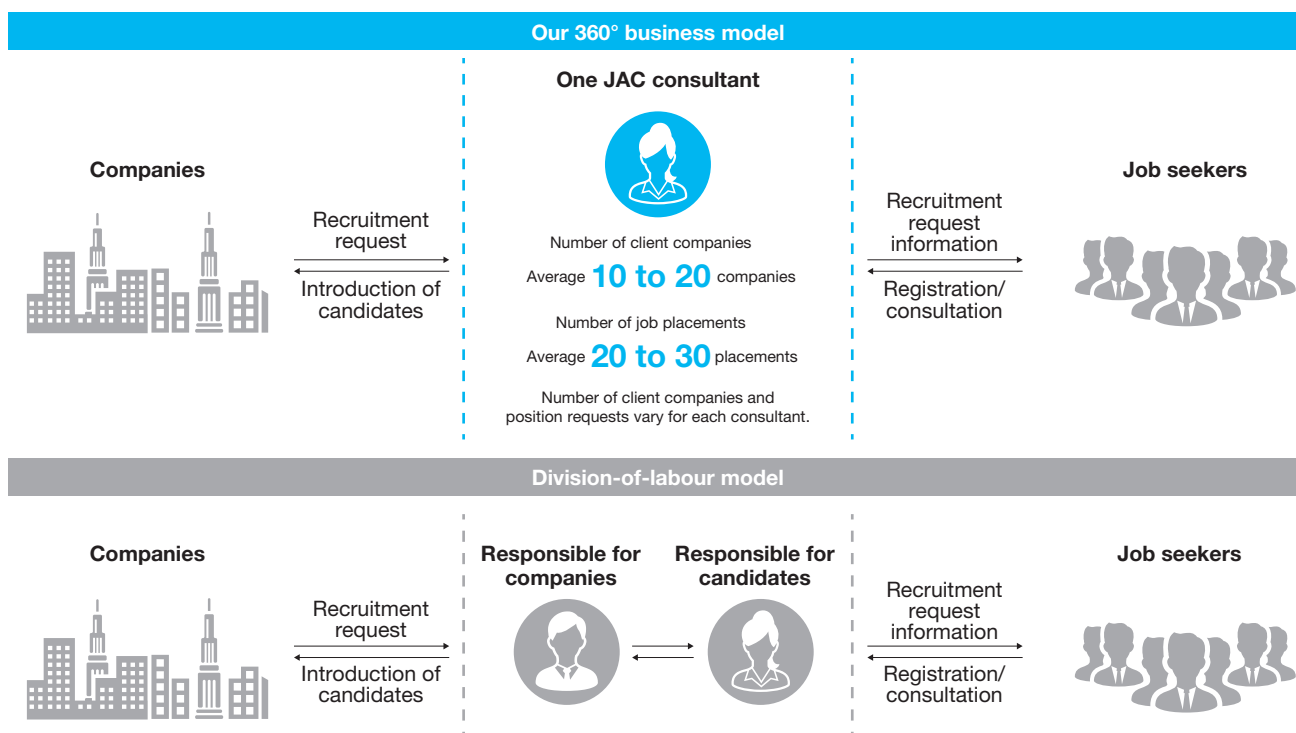 Our 360° business model
One JAC consultant
Companies
Job seekers
Recruitment
request
Introduction of
candidates
Number of client companies
Average 10 to 20 companies
Number of job placements
Average 20 to 30 placements
Number of client companies and
position requests vary for each consultant.
Recruitment
request
information
Registration/
consultation
Division-of-labour model
Companies
Responsible for
companies
Responsible for
candidates
Job seekers
Recruitment
request
Introduction of
candidates
Recruitment
request
information
Registration/
consultation